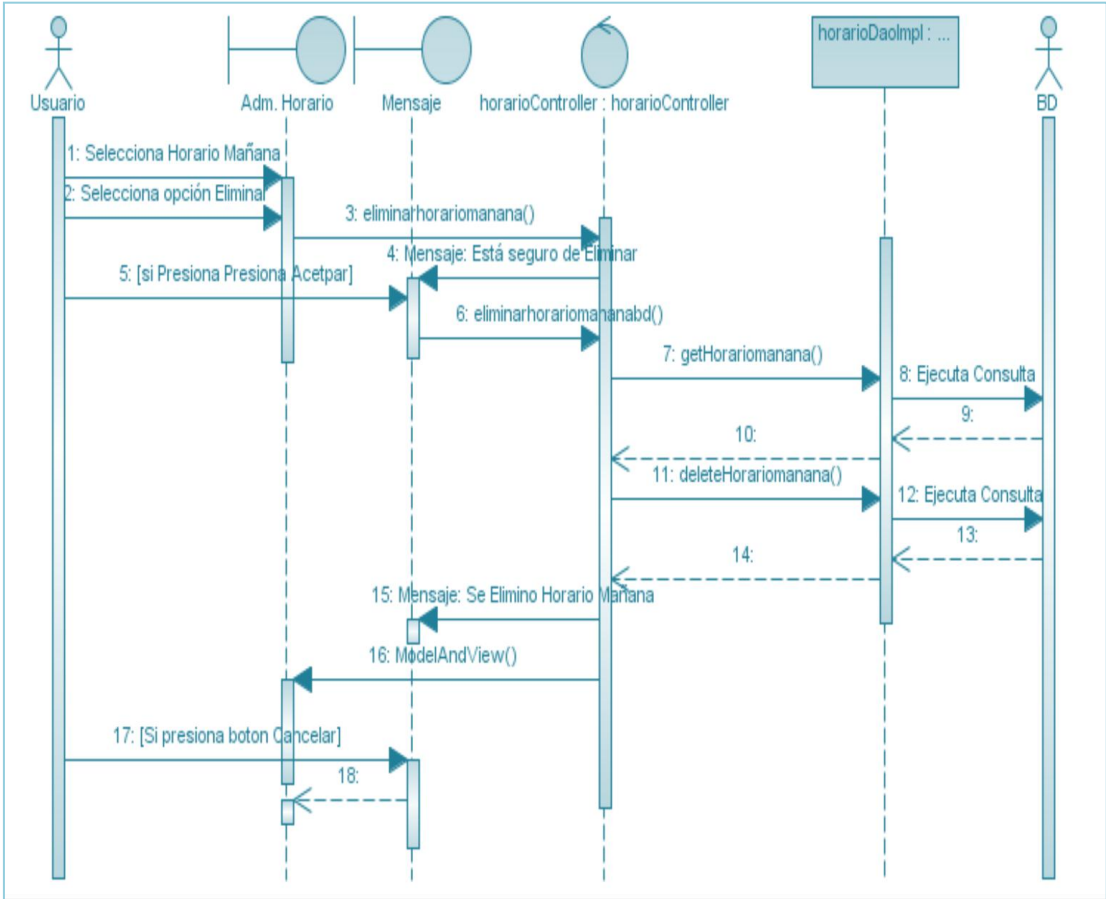 horarioDaoImpl : ...
Usuario
Adm. Horario
Mensaje
horarioController : horarioController
BD
1: Selecciona Horario Mañana
2: Selecciona opción Eliminar
3: eliminarhorariomanana()
4: Mensaje: Está seguro de Eliminar
5: [si Presiona Presiona Acetpar]
6: eliminarhorariomananabd()
7: getHorariomanana()
8: Ejecuta Consulta
9:
10:
11: deleteHorariomanana()
12: Ejecuta Consulta
13:
14:
15: Mensaje: Se Elimino Horario Mañana
16: ModelAndView()
17: [Si presiona boton Cancelar]
18: